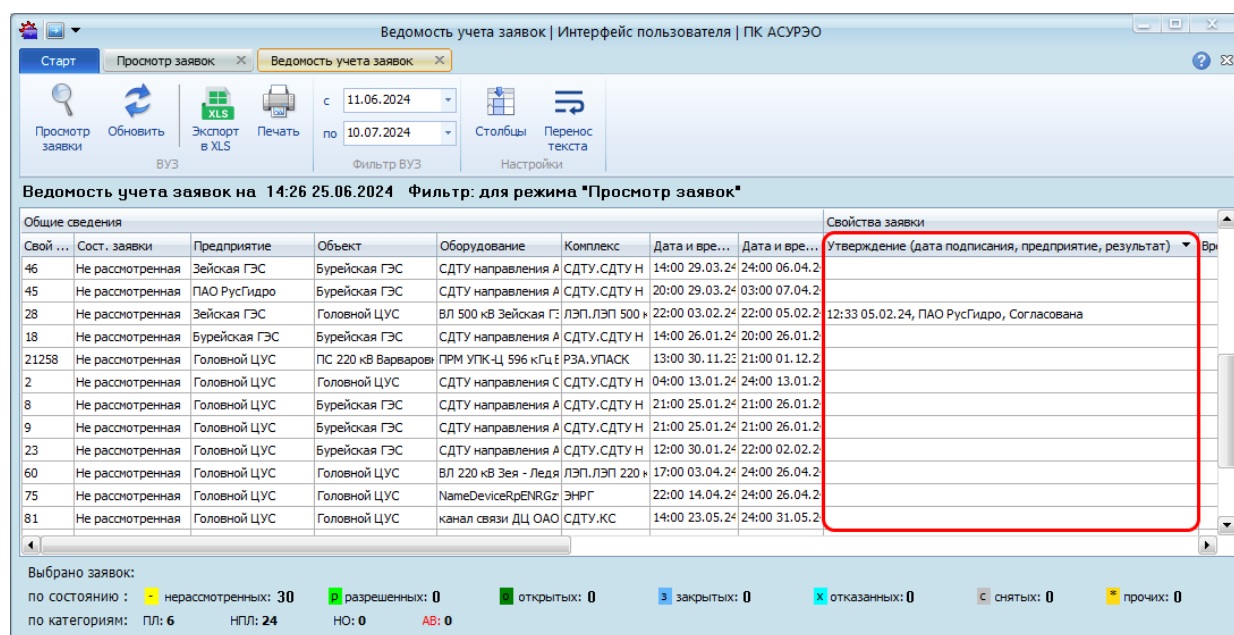 Ведомость учета заявок | Интерфейс пользователя | ПК АСУРЭО
Старт Просмотр заявок Ведомость учета заявок
с 11.06.2024
XLS
Просмотр заявки Обновить Экспорт в XLS Печать по 10.07.2024 Столбцы Перенос текста
ВУЗ Фильтр ВУЗ Настройки
Ведомость учета заявок на 14:26 25.06.2024 Фильтр: для режима "Просмотр заявок"
Общие сведения Свойства заявки
Свой ... Сост. заявки Предприятие Объект Оборудование Комплекс Дата и вре... Дата и вре... Утверждение (дата подписания, предприятие, результат) Вре
46 Не рассмотренная Зейская ГЭС Бурейская ГЭС СДТУ направления А СДТУ.СДТУ Н 14:00 29.03.24 24:00 06.04.2
45 Не рассмотренная ПАО РусГидро Бурейская ГЭС СДТУ направления А СДТУ.СДТУ Н 20:00 29.03.24 03:00 07.04.2
28 Не рассмотренная Зейская ГЭС Головной ЦУС ВЛ 500 кВ Зейская ГЭ ЛЭП.ЛЭП 500 к 22:00 03.02.24 22:00 05.02.2 12:33 05.02.24, ПАО РусГидро, Согласована
18 Не рассмотренная Бурейская ГЭС Бурейская ГЭС СДТУ направления А СДТУ.СДТУ Н 14:00 26.01.24 20:00 26.01.2
21258 Не рассмотренная Головной ЦУС ПС 220 кВ Варваровк ПРМ УПК-Ц 596 кГц Е РЗА.УПАСК 13:00 30.11.23 21:00 01.12.2
2 Не рассмотренная Головной ЦУС Головной ЦУС СДТУ направления С СДТУ.СДТУ Н 04:00 13.01.24 24:00 13.01.2
8 Не рассмотренная Головной ЦУС Бурейская ГЭС СДТУ направления А СДТУ.СДТУ Н 21:00 25.01.24 21:00 26.01.2
9 Не рассмотренная Головной ЦУС Бурейская ГЭС СДТУ направления А СДТУ.СДТУ Н 21:00 25.01.24 21:00 26.01.2
23 Не рассмотренная Головной ЦУС Бурейская ГЭС СДТУ направления А СДТУ.СДТУ Н 12:00 30.01.24 22:00 02.02.2
60 Не рассмотренная Головной ЦУС Головной ЦУС ВЛ 220 кВ Зея - Ледя ЛЭП.ЛЭП 220 к 17:00 03.04.24 24:00 26.04.2
75 Не рассмотренная Головной ЦУС Головной ЦУС NameDeviceRpENRGz ЭНРГ 22:00 14.04.24 24:00 26.04.2
81 Не рассмотренная Головной ЦУС Головной ЦУС канал связи ДЦ ОАО СДТУ.КС 14:00 23.05.24 24:00 31.05.2
Выбрано заявок:
по состоянию : - нерассмотренных: 30 р разрешенных: 0 о открытых: 0 з закрытых: 0 х отказанных: 0 с снятых: 0 * прочих: 0
по категориям: ПЛ: 6 НПЛ: 24 НО: 0 АВ: 0